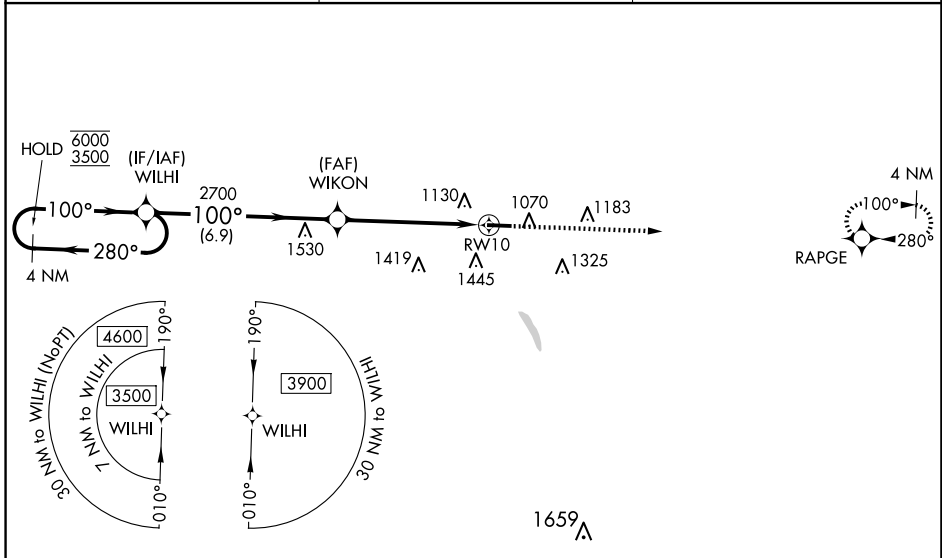 HOLD
6000
3500
(IF/IAF)
WILHI
(FAF)
WIKON
4 NM
2700
100°
100°
(6.9)
280°
4 NM
1530
1130
1070
1183
RW10
1419
1445
1325
100°
280°
RAPGE
30 NM to WILHI (NoPT)
4600
190°
7 NM to WILHI
3500
WILHI
010°
190°
3900
WILHI
30 NM to WILHI
010°
1659